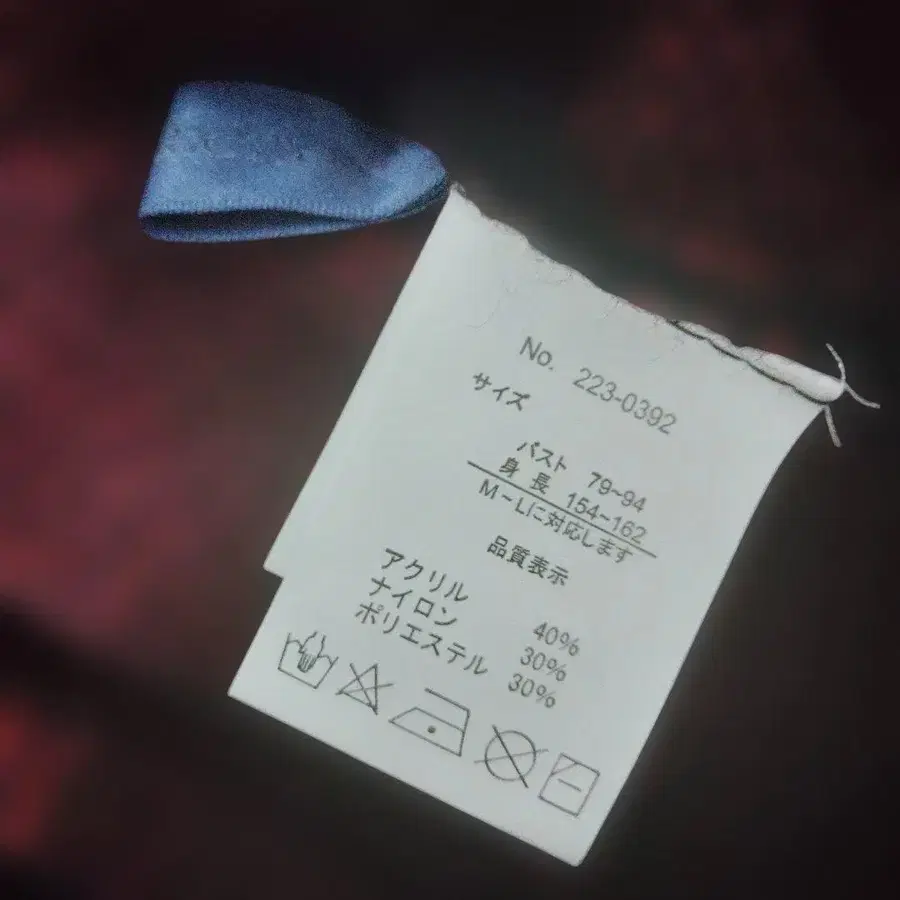 No. 223-0392
サイズ
バスト 79~94
身長 154~162
M~Lに対応します
品質表示
アクリル 40%
ナイロン 30%
ポリエステル 30%